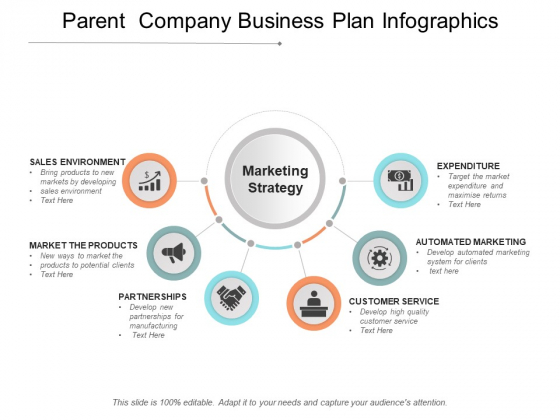 Parent Company Business Plan Infographics
Marketing
Strategy
SALES ENVIRONMENT
• Bring products to new
markets by developing
• sales environment
• Text Here
$
MARKET THE PRODUCTS
• New ways to market the
• products to potential clients
• Text Here
PARTNERSHIPS
• Develop new
partnerships for
manufacturing
• Text Here
CUSTOMER SERVICE
• Develop high quality
customer service
• Text Here
AUTOMATED MARKETING
• Develop automated marketing
system for clients
• text here
EXPENDITURE
• Target the market
expenditure and
maximise returns
• Text Here
$
This slide is 100% editable. Adapt it to your needs and capture your audience's attention.